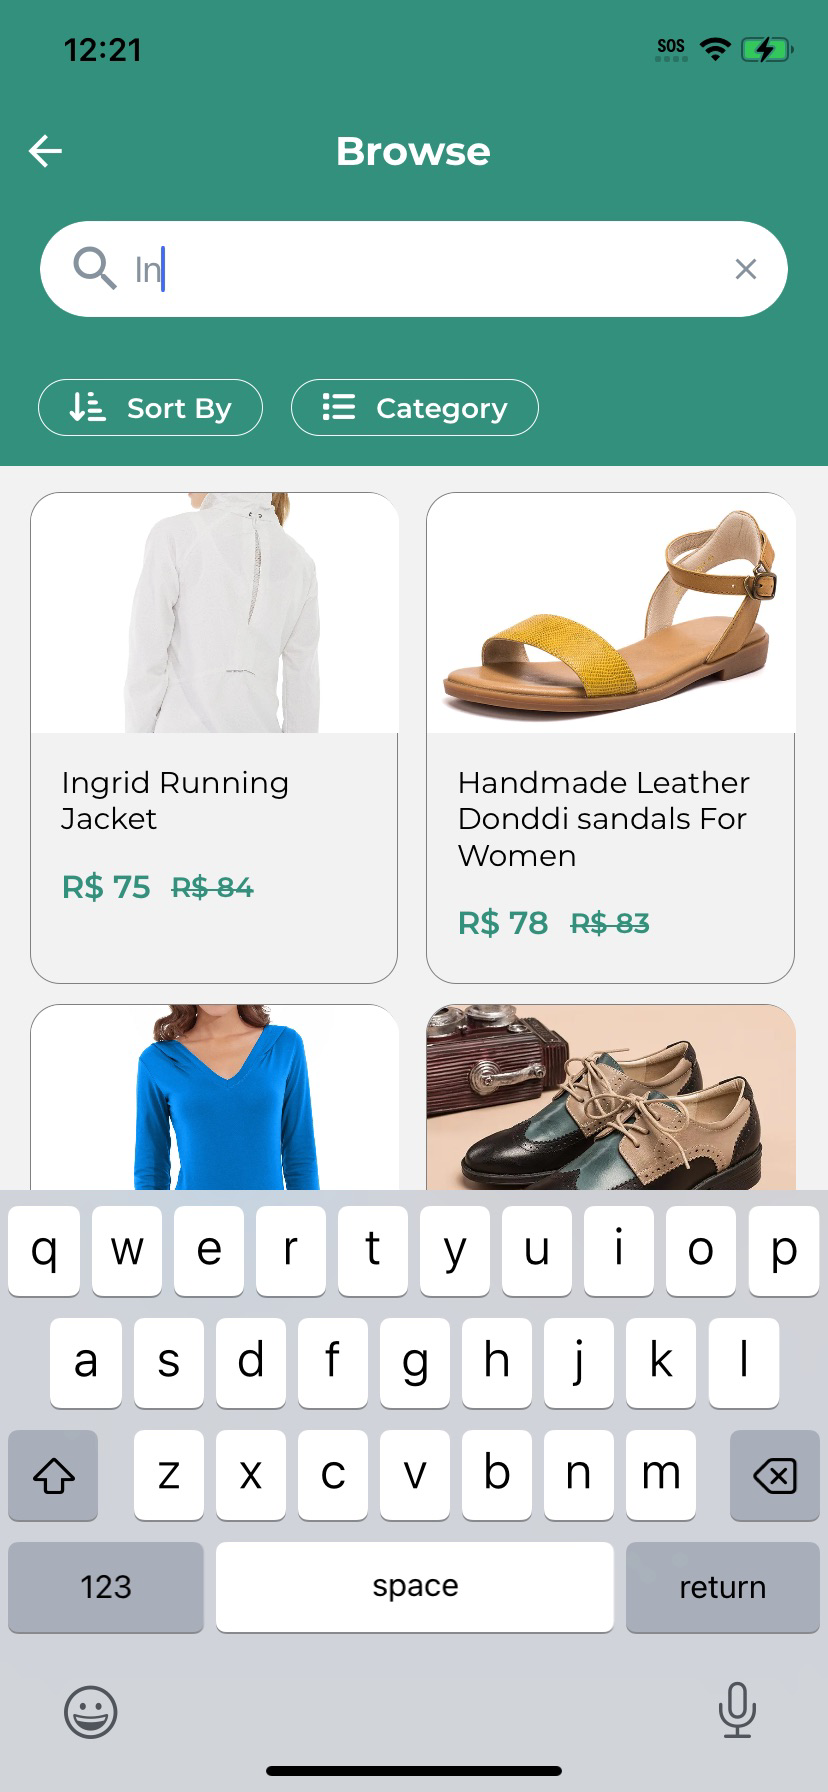 12:21
SOS
Browse
In
Sort By
Category
Ingrid Running
Jacket
R$ 75 R$ 84
Handmade Leather
Donddi sandals For
Women
R$ 78 R$ 83
q w e r t y u i o p
a s d f g h j k l
z x c v b n m
123 space return